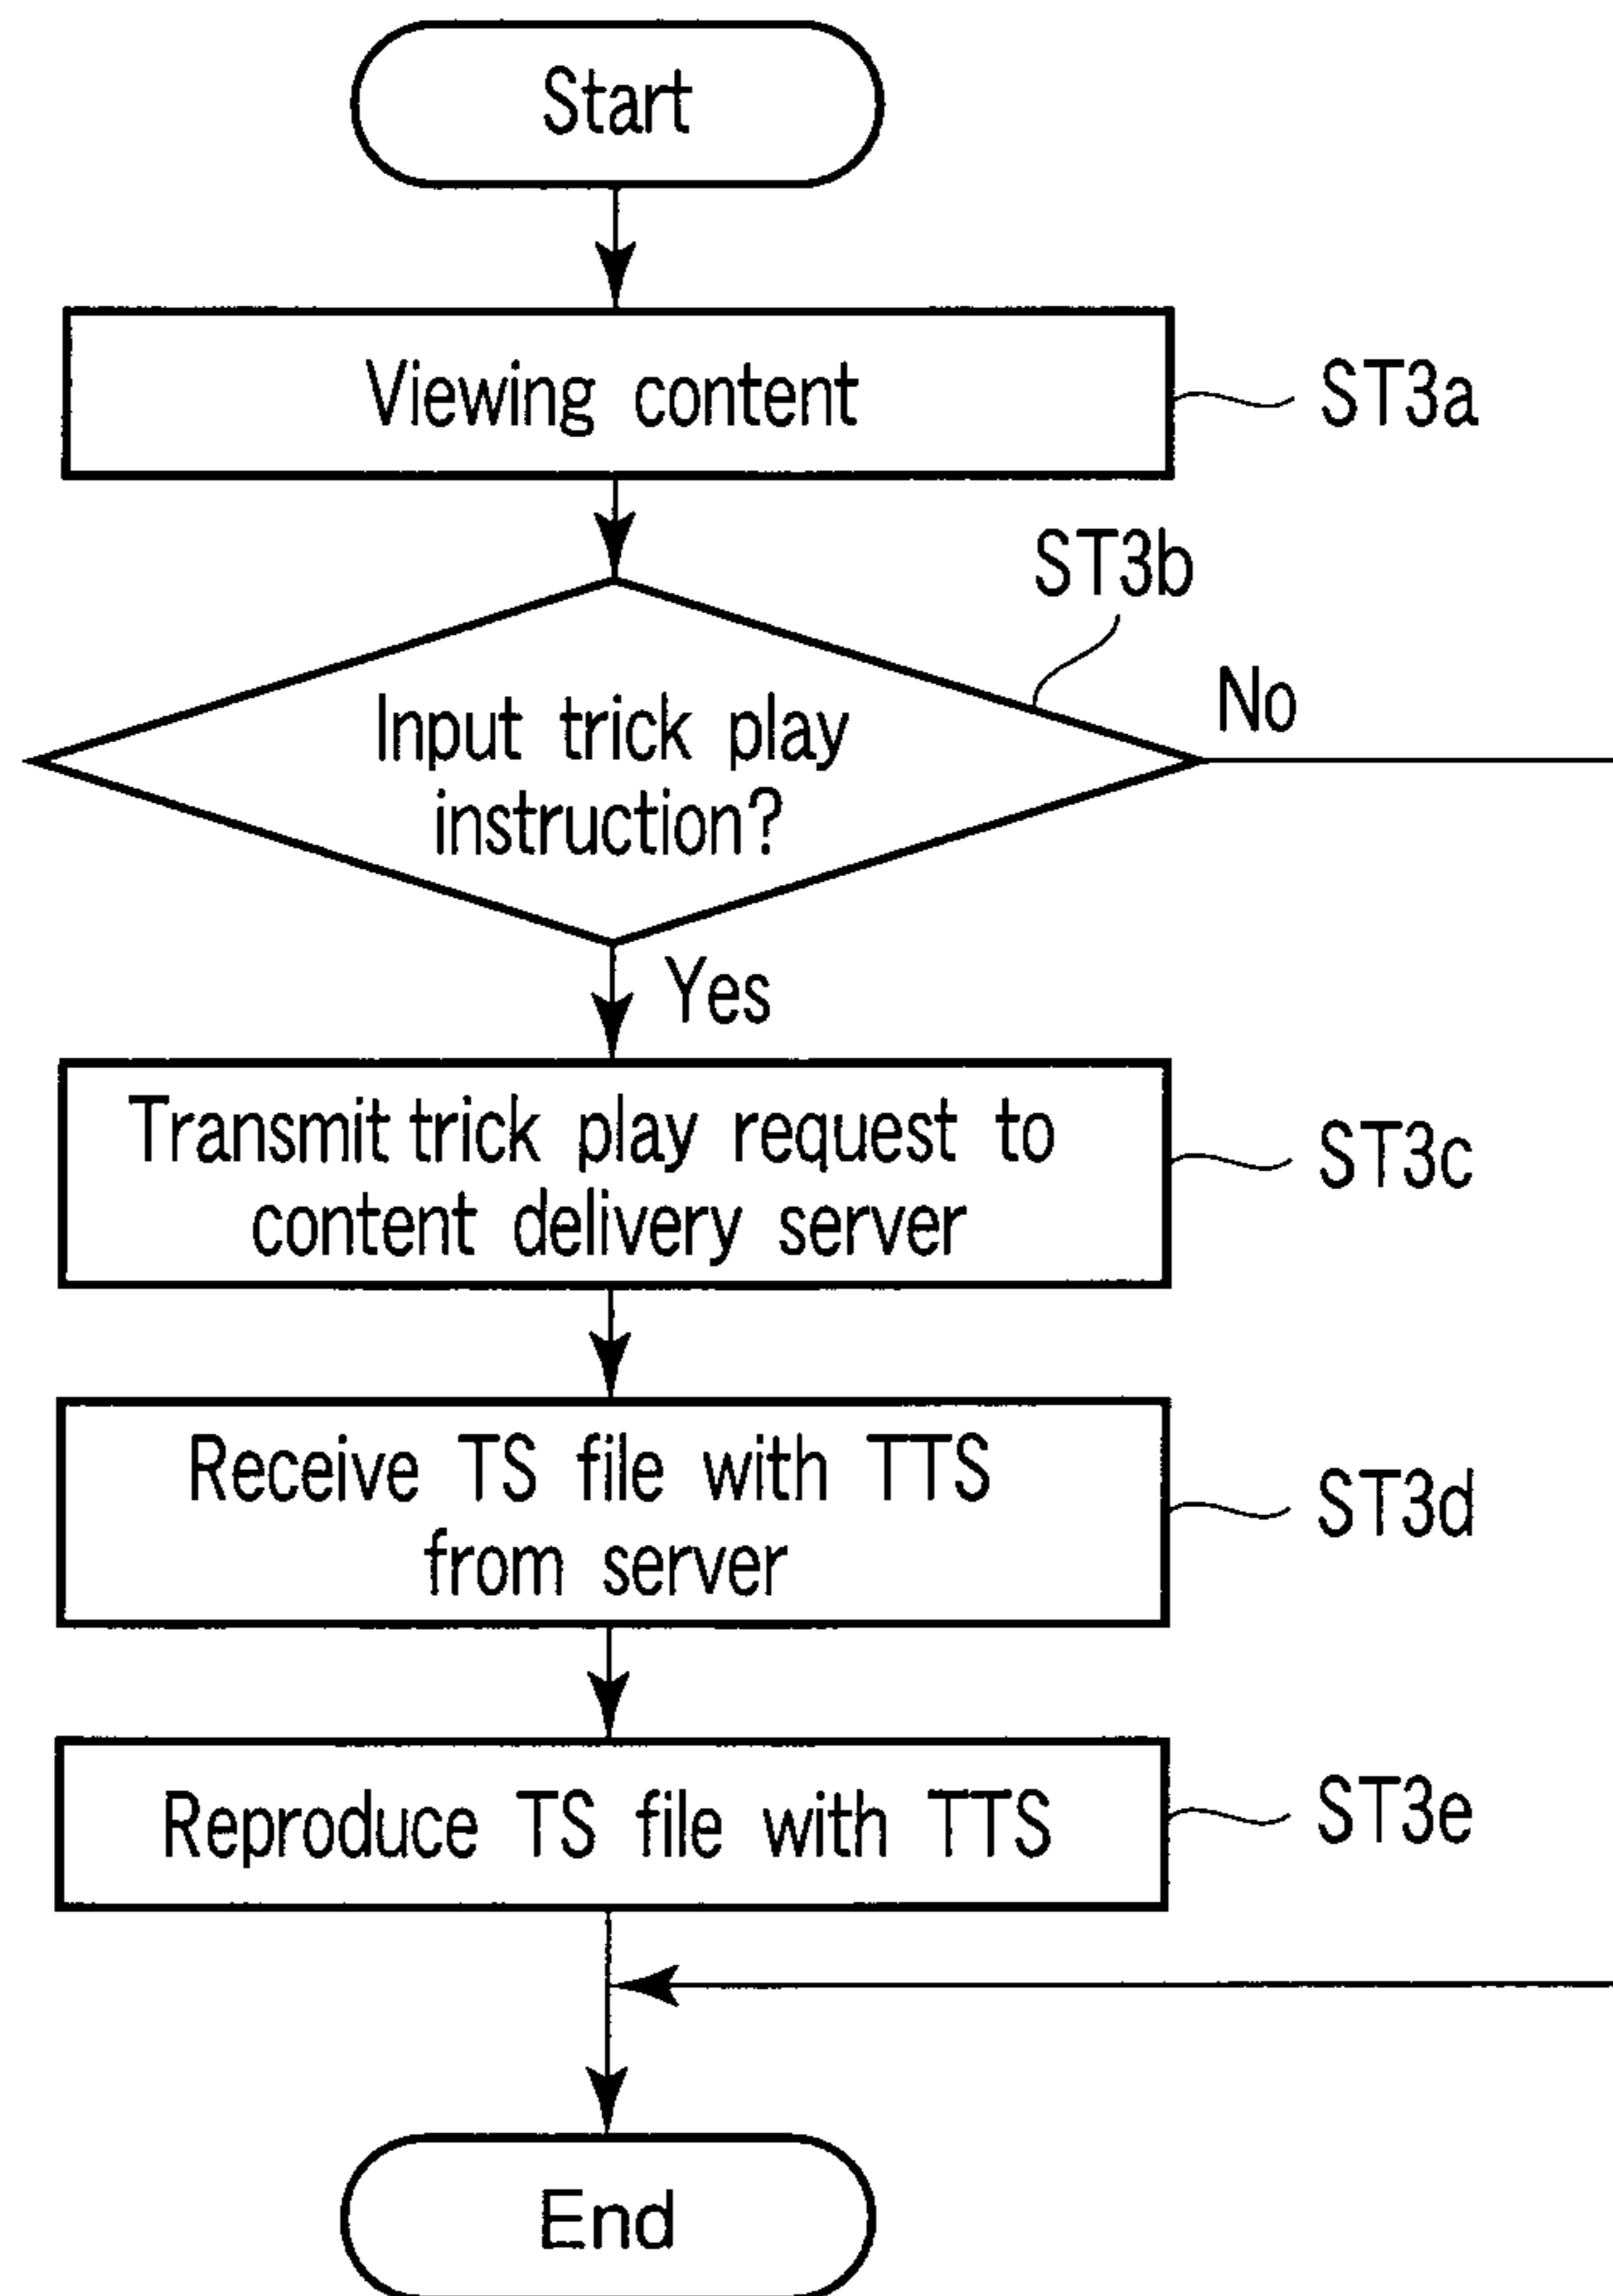 Start
Viewing content
ST3a
ST3b
Input trick play
instruction?
No
Yes
Transmit trick play request to
content delivery server
ST3c
Receive TS file with TTS
from server
ST3d
Reproduce TS file with TTS
ST3e
End